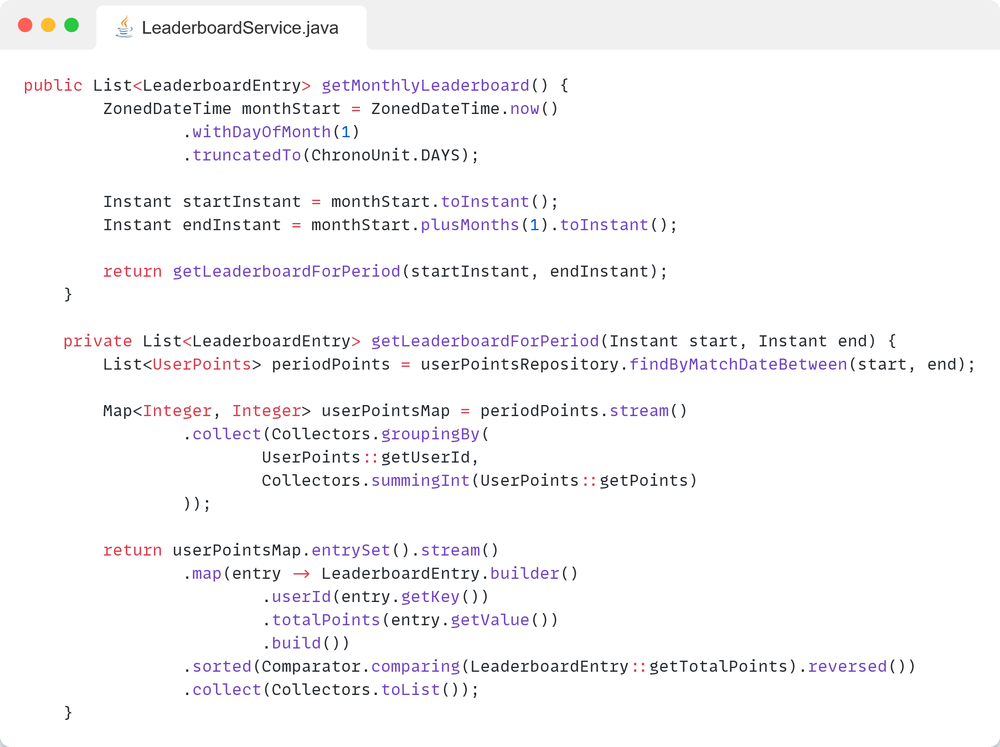 LeaderboardService.java
public List<LeaderboardEntry> getMonthlyLeaderboard() {
        ZonedDateTime monthStart = ZonedDateTime.now()
                .withDayOfMonth(1)
                .truncatedTo(ChronoUnit.DAYS);

        Instant startInstant = monthStart.toInstant();
        Instant endInstant = monthStart.plusMonths(1).toInstant();

        return getLeaderboardForPeriod(startInstant, endInstant);
    }

    private List<LeaderboardEntry> getLeaderboardForPeriod(Instant start, Instant end) {
        List<UserPoints> periodPoints = userPointsRepository.findByMatchDateBetween(start, end);

        Map<Integer, Integer> userPointsMap = periodPoints.stream()
                .collect(Collectors.groupingBy(
                        UserPoints::getUserId,
                        Collectors.summingInt(UserPoints::getPoints)
                ));

        return userPointsMap.entrySet().stream()
                .map(entry -> LeaderboardEntry.builder()
                        .userId(entry.getKey())
                        .totalPoints(entry.getValue())
                        .build())
                .sorted(Comparator.comparing(LeaderboardEntry::getTotalPoints).reversed())
                .collect(Collectors.toList());
    }